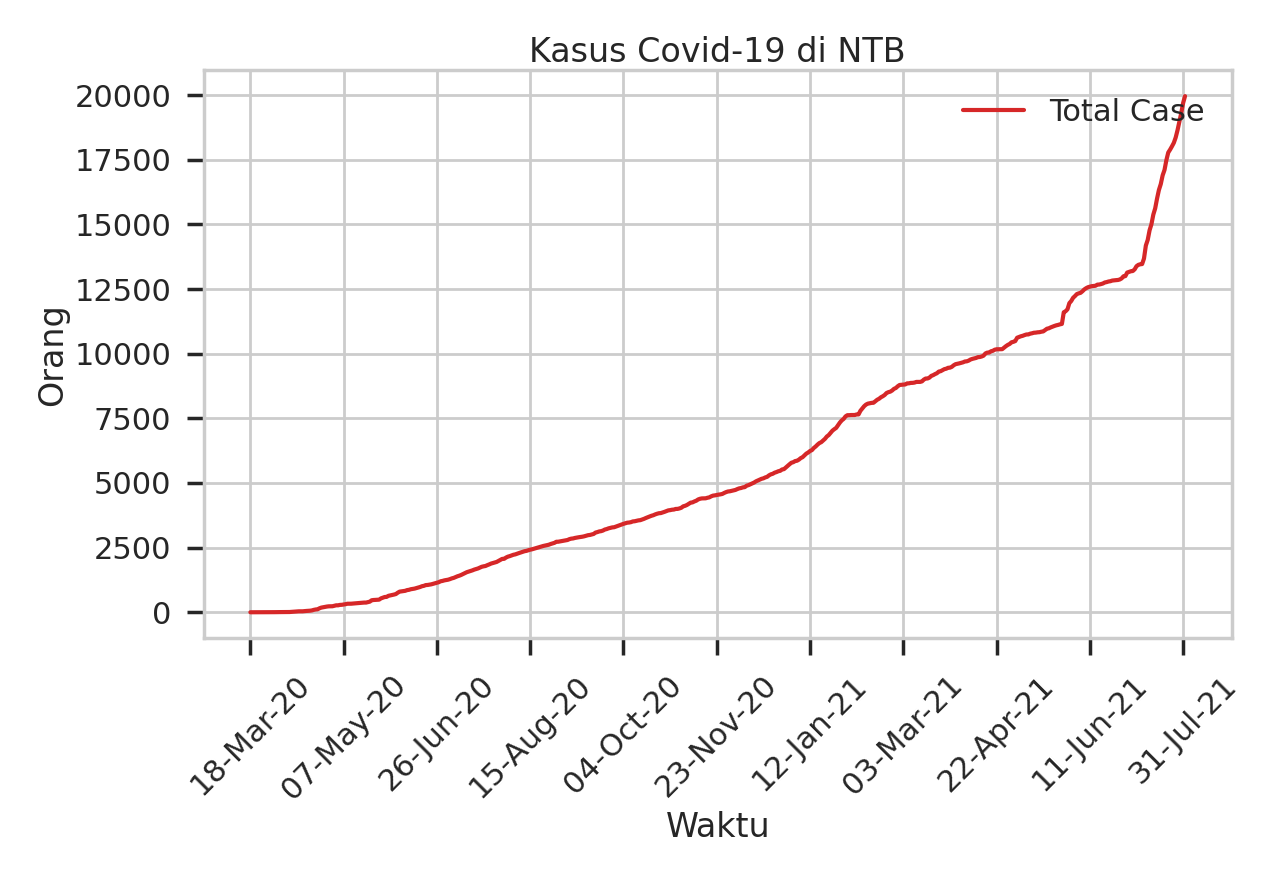 Kasus Covid-19 di NTB
Total Case
20000
17500
15000
12500
10000
7500
5000
2500
0
Orang
18-Mar-20
07-May-20
26-Jun-20
15-Aug-20
04-Oct-20
23-Nov-20
12-Jan-21
03-Mar-21
22-Apr-21
11-Jun-21
31-Jul-21
Waktu